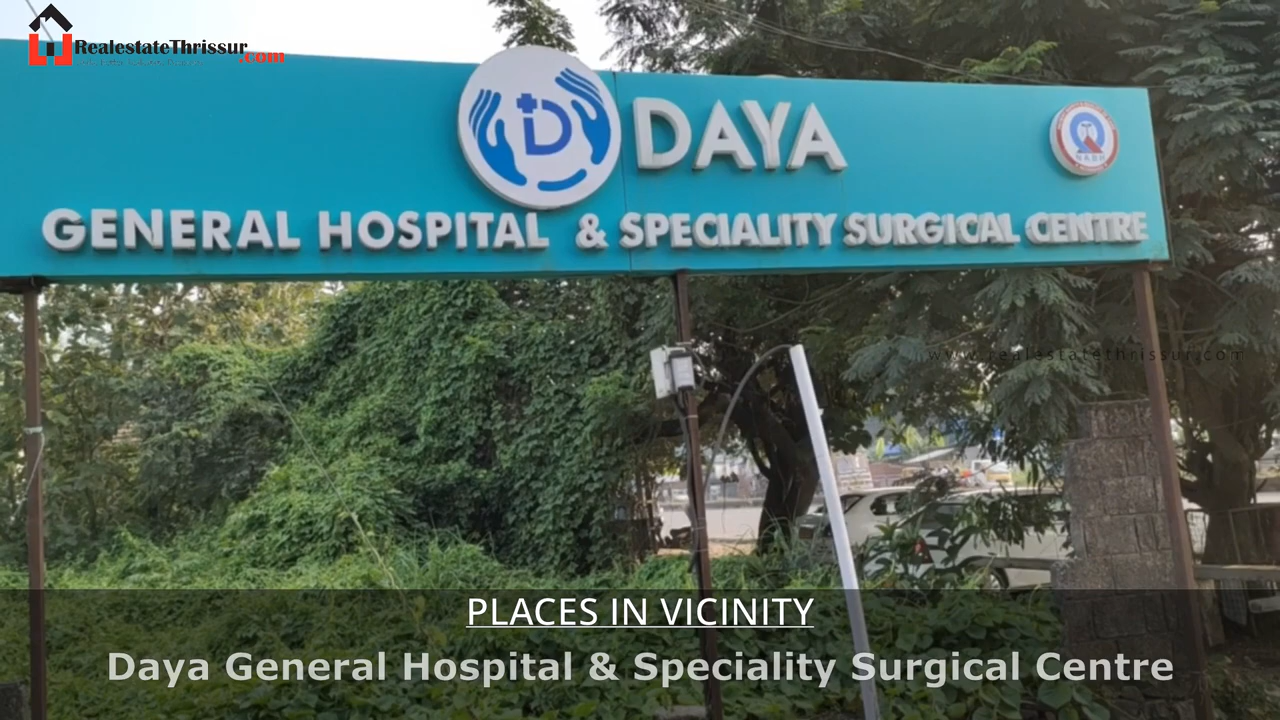 RealestateThrissur
.com
D
DAYA
GENERAL HOSPITAL & SPECIALITY SURGICAL CENTRE
NABH
www.realestatethrissur.com
PLACES IN VICINITY
Daya General Hospital & Speciality Surgical Centre